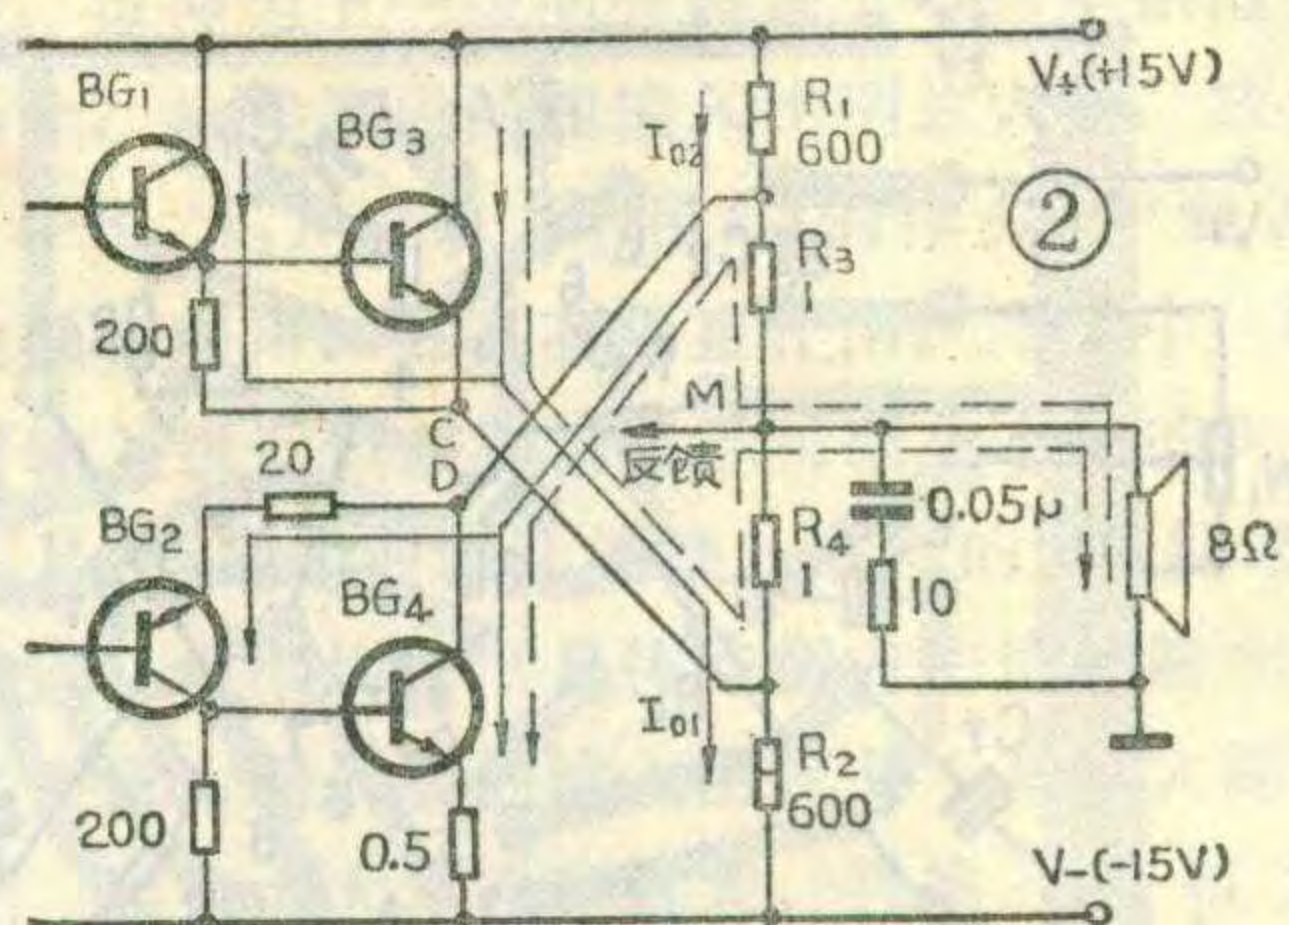 V+(+15V)
BG1
BG3
I02
R1
600
②
R3
1
200
M
C
D
反馈
20
BG2
0.05μ
R4
1
8Ω
10
BG4
I01
R2
600
200
0.5
V-(-15V)